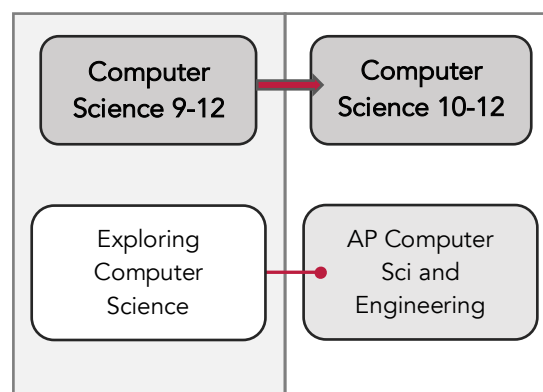 Computer
Science 9-12
Computer
Science 10-12
Exploring
Computer
Science
AP Computer
Sci and
Engineering